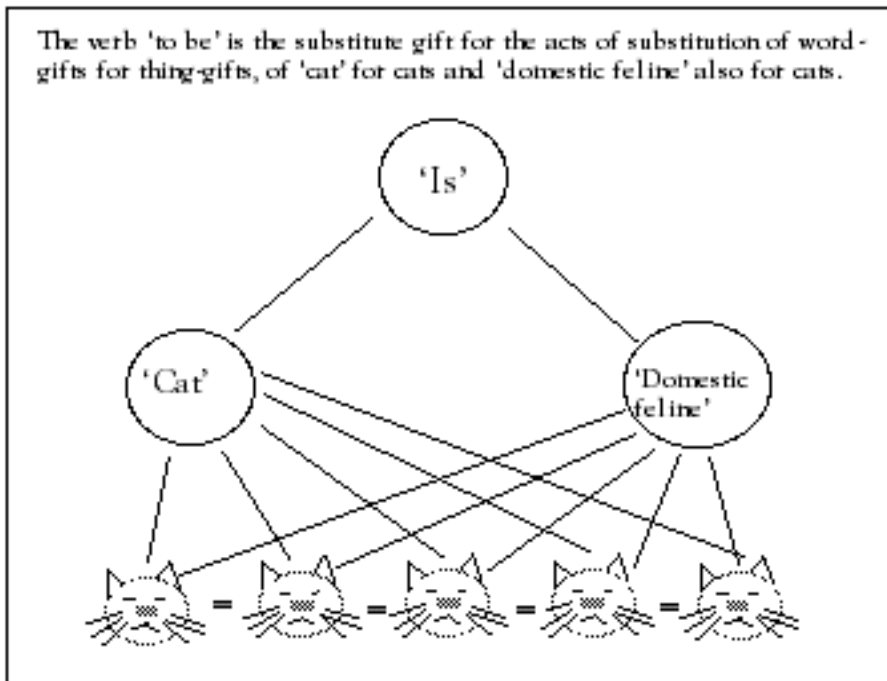 The verb 'to be' is the substitute gift for the acts of substitution of word-
gifts for thing-gifts, of 'cat' for cats and 'domestic feline' also for cats.
'Is'
'Cat'
'Domestic
feline'
= = = =